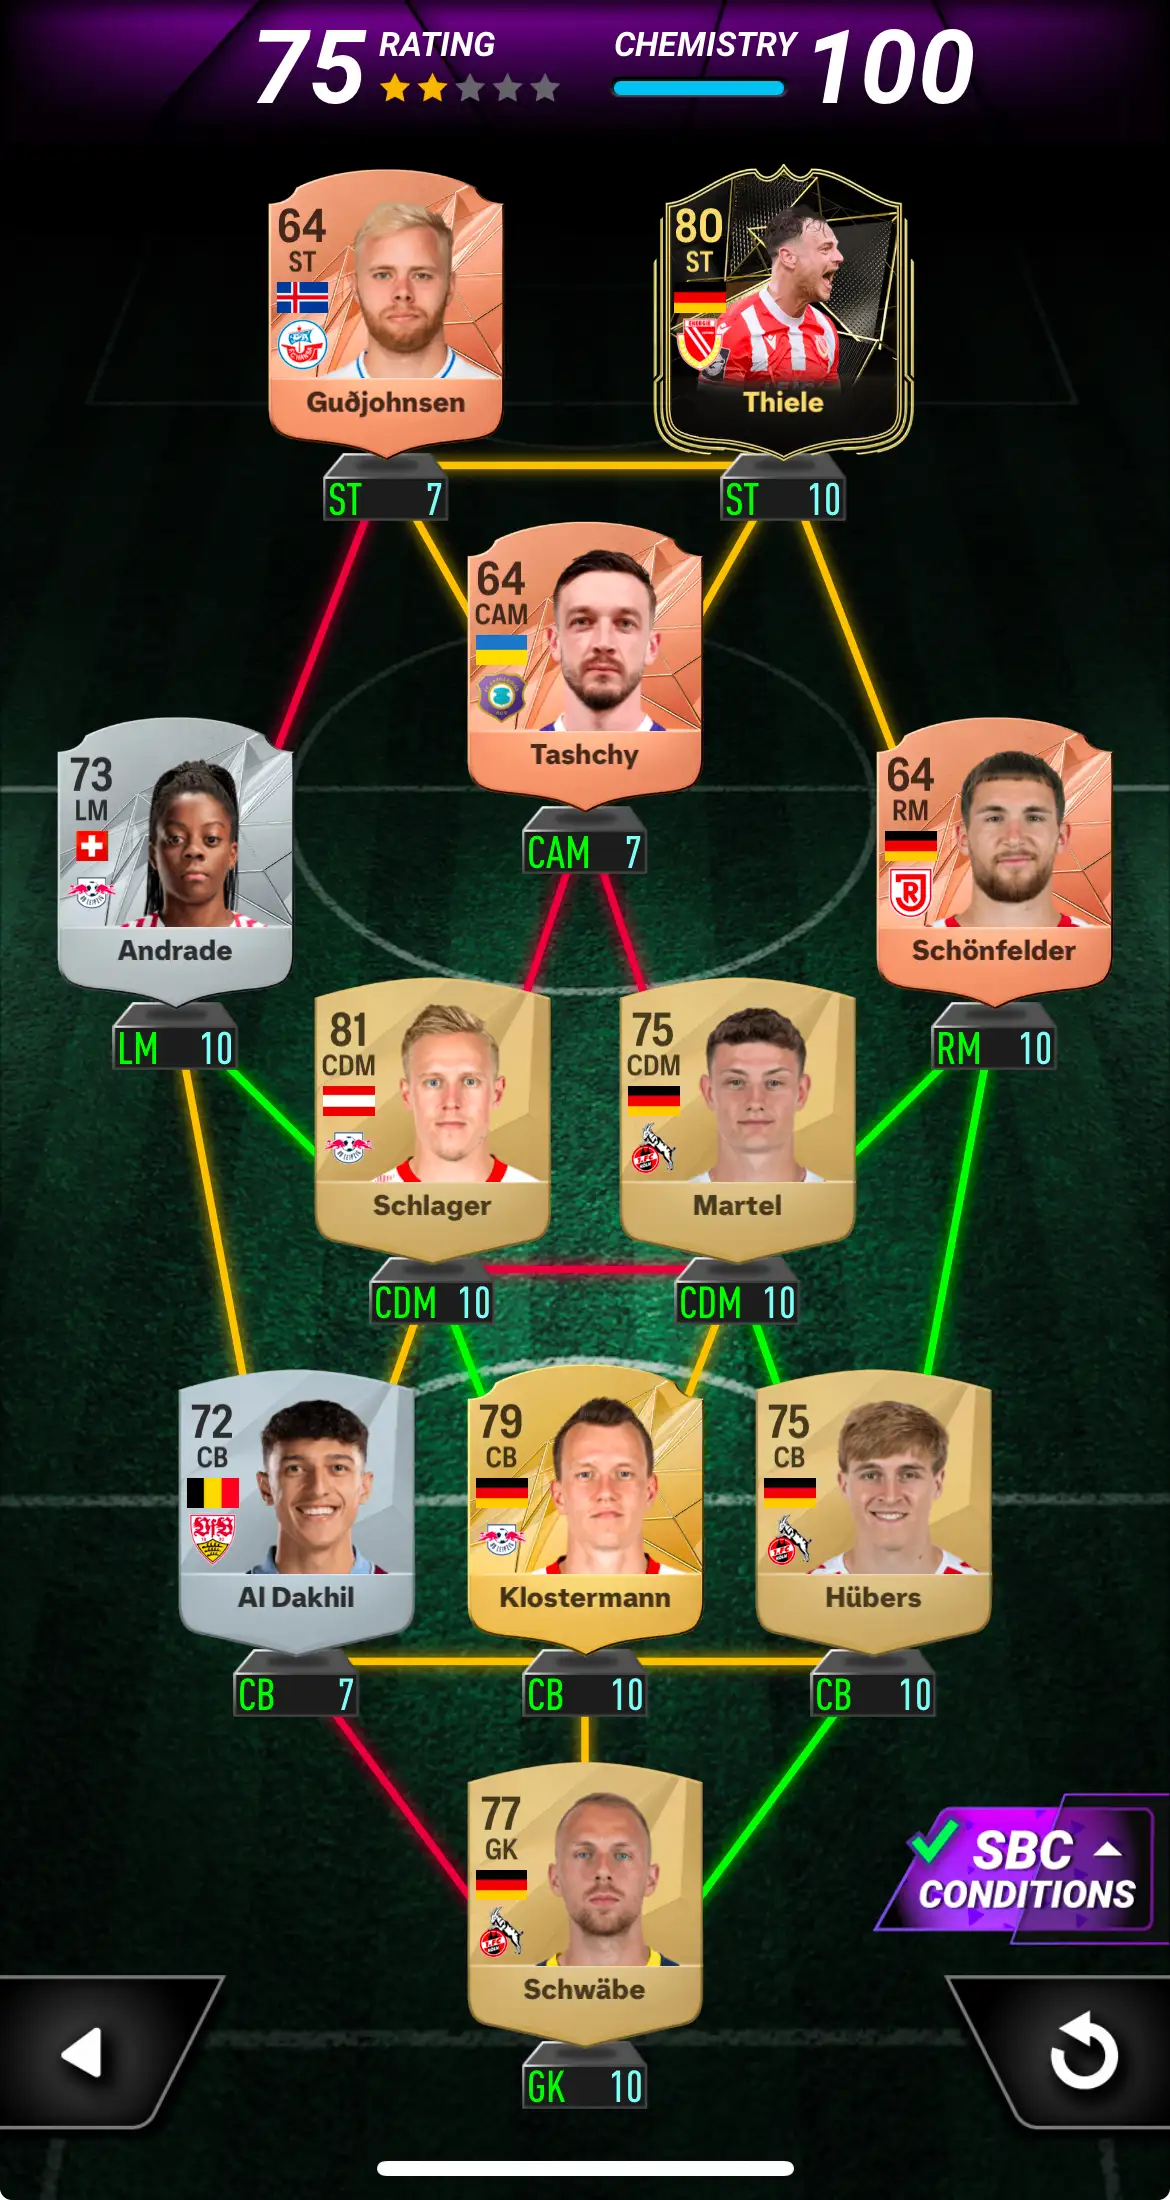 75 RATING CHEMISTRY 100
64
ST
Guðjohnsen
ST 7
80
ST
Thiele
ST 10
64
CAM
Tashchy
CAM 7
73
LM
Andrade
LM 10
64
RM
Schönfelder
RM 10
81
CDM
Schlager
CDM 10
75
CDM
Martel
CDM 10
72
CB
Al Dakhil
CB 7
79
CB
Klostermann
CB 10
75
CB
Hübers
CB 10
77
GK
Schwäbe
GK 10
SBC
CONDITIONS